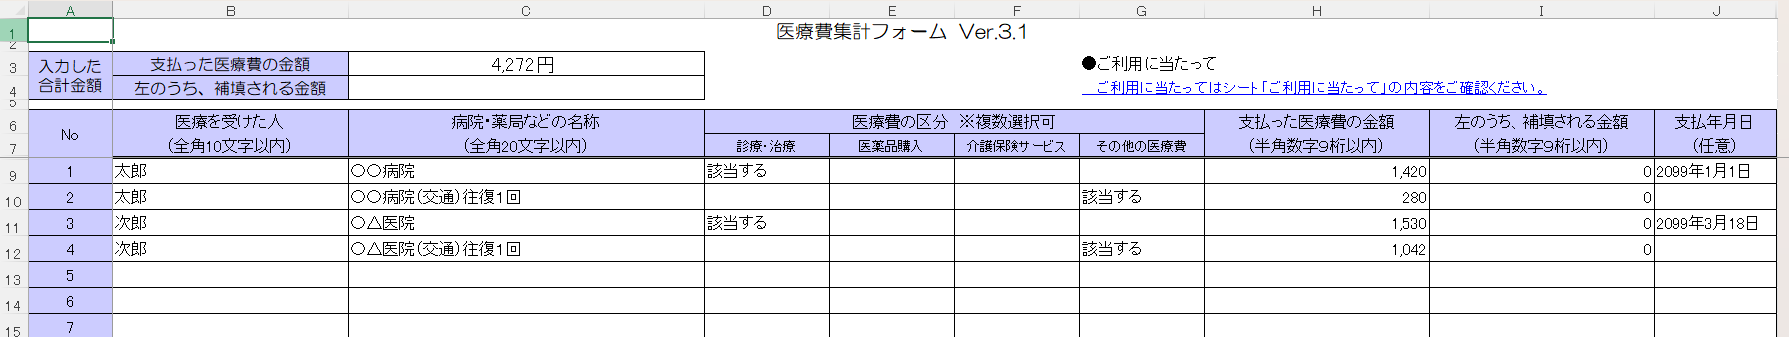 A B C D E F G H I J
1 医療費集計フォーム Ver.3.1
2
3 入力した 支払った医療費の金額 4,272円 ●ご利用に当たって
4 合計金額 左のうち、補填される金額 ご利用に当たってはシート「ご利用に当たって」の内容をご確認ください。
5
6 No 医療を受けた人 病院・薬局などの名称 医療費の区分 ※複数選択可 支払った医療費の金額 左のうち、補填される金額 支払年月日
7 (全角10文字以内) (全角20文字以内) 診療・治療 医薬品購入 介護保険サービス その他の医療費 (半角数字9桁以内) (半角数字9桁以内) (任意)
9 1 太郎 〇〇病院 該当する 1,420 0 2099年1月1日
10 2 太郎 〇〇病院(交通)往復1回 該当する 280 0
11 3 次郎 〇△医院 該当する 1,530 0 2099年3月18日
12 4 次郎 〇△医院(交通)往復1回 該当する 1,042 0
13 5
14 6
15 7